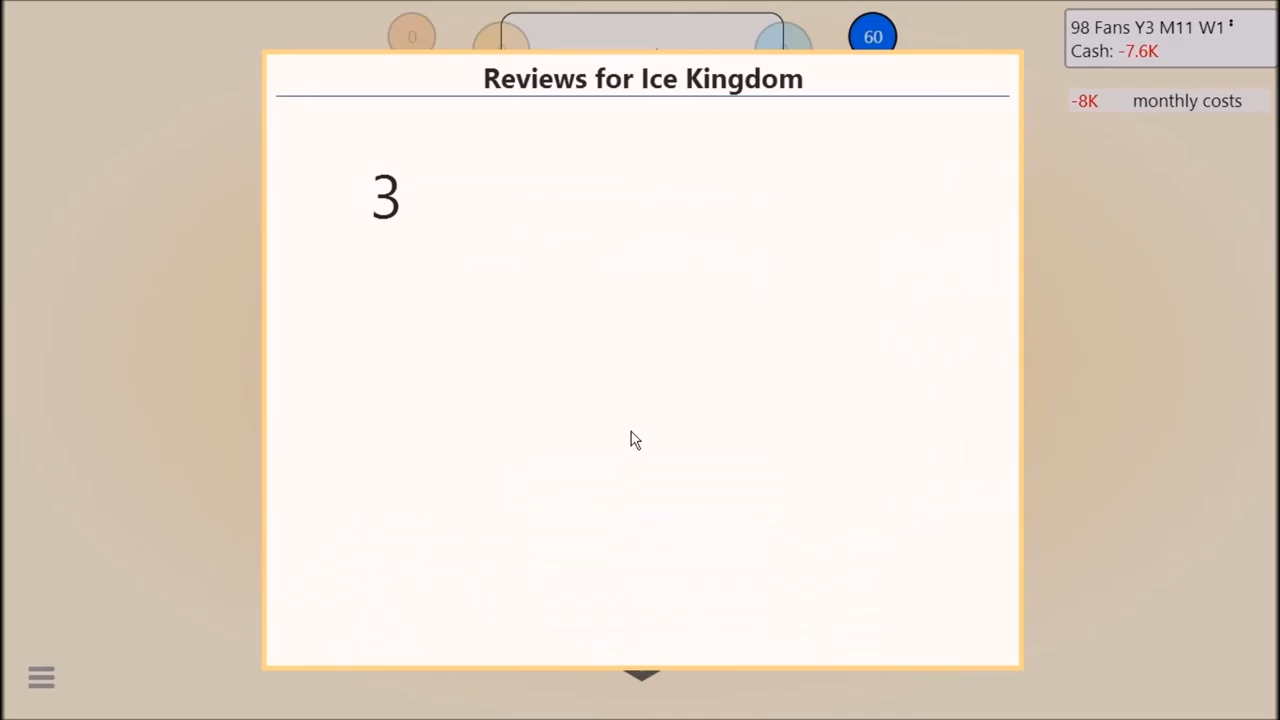 0
60
98 Fans Y3 M11 W1
Cash: -7.6K
-8K monthly costs
Reviews for Ice Kingdom
3